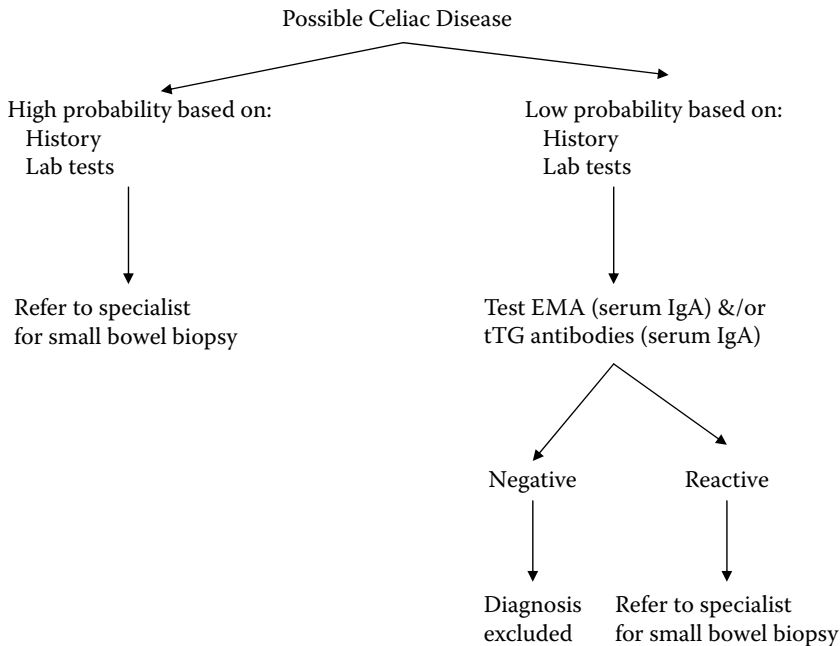 Possible Celiac Disease
High probability based on:
History
Lab tests
Refer to specialist
for small bowel biopsy
Low probability based on:
History
Lab tests
Test EMA (serum IgA) &/or
tTG antibodies (serum IgA)
Negative
Diagnosis
excluded
Reactive
Refer to specialist
for small bowel biopsy